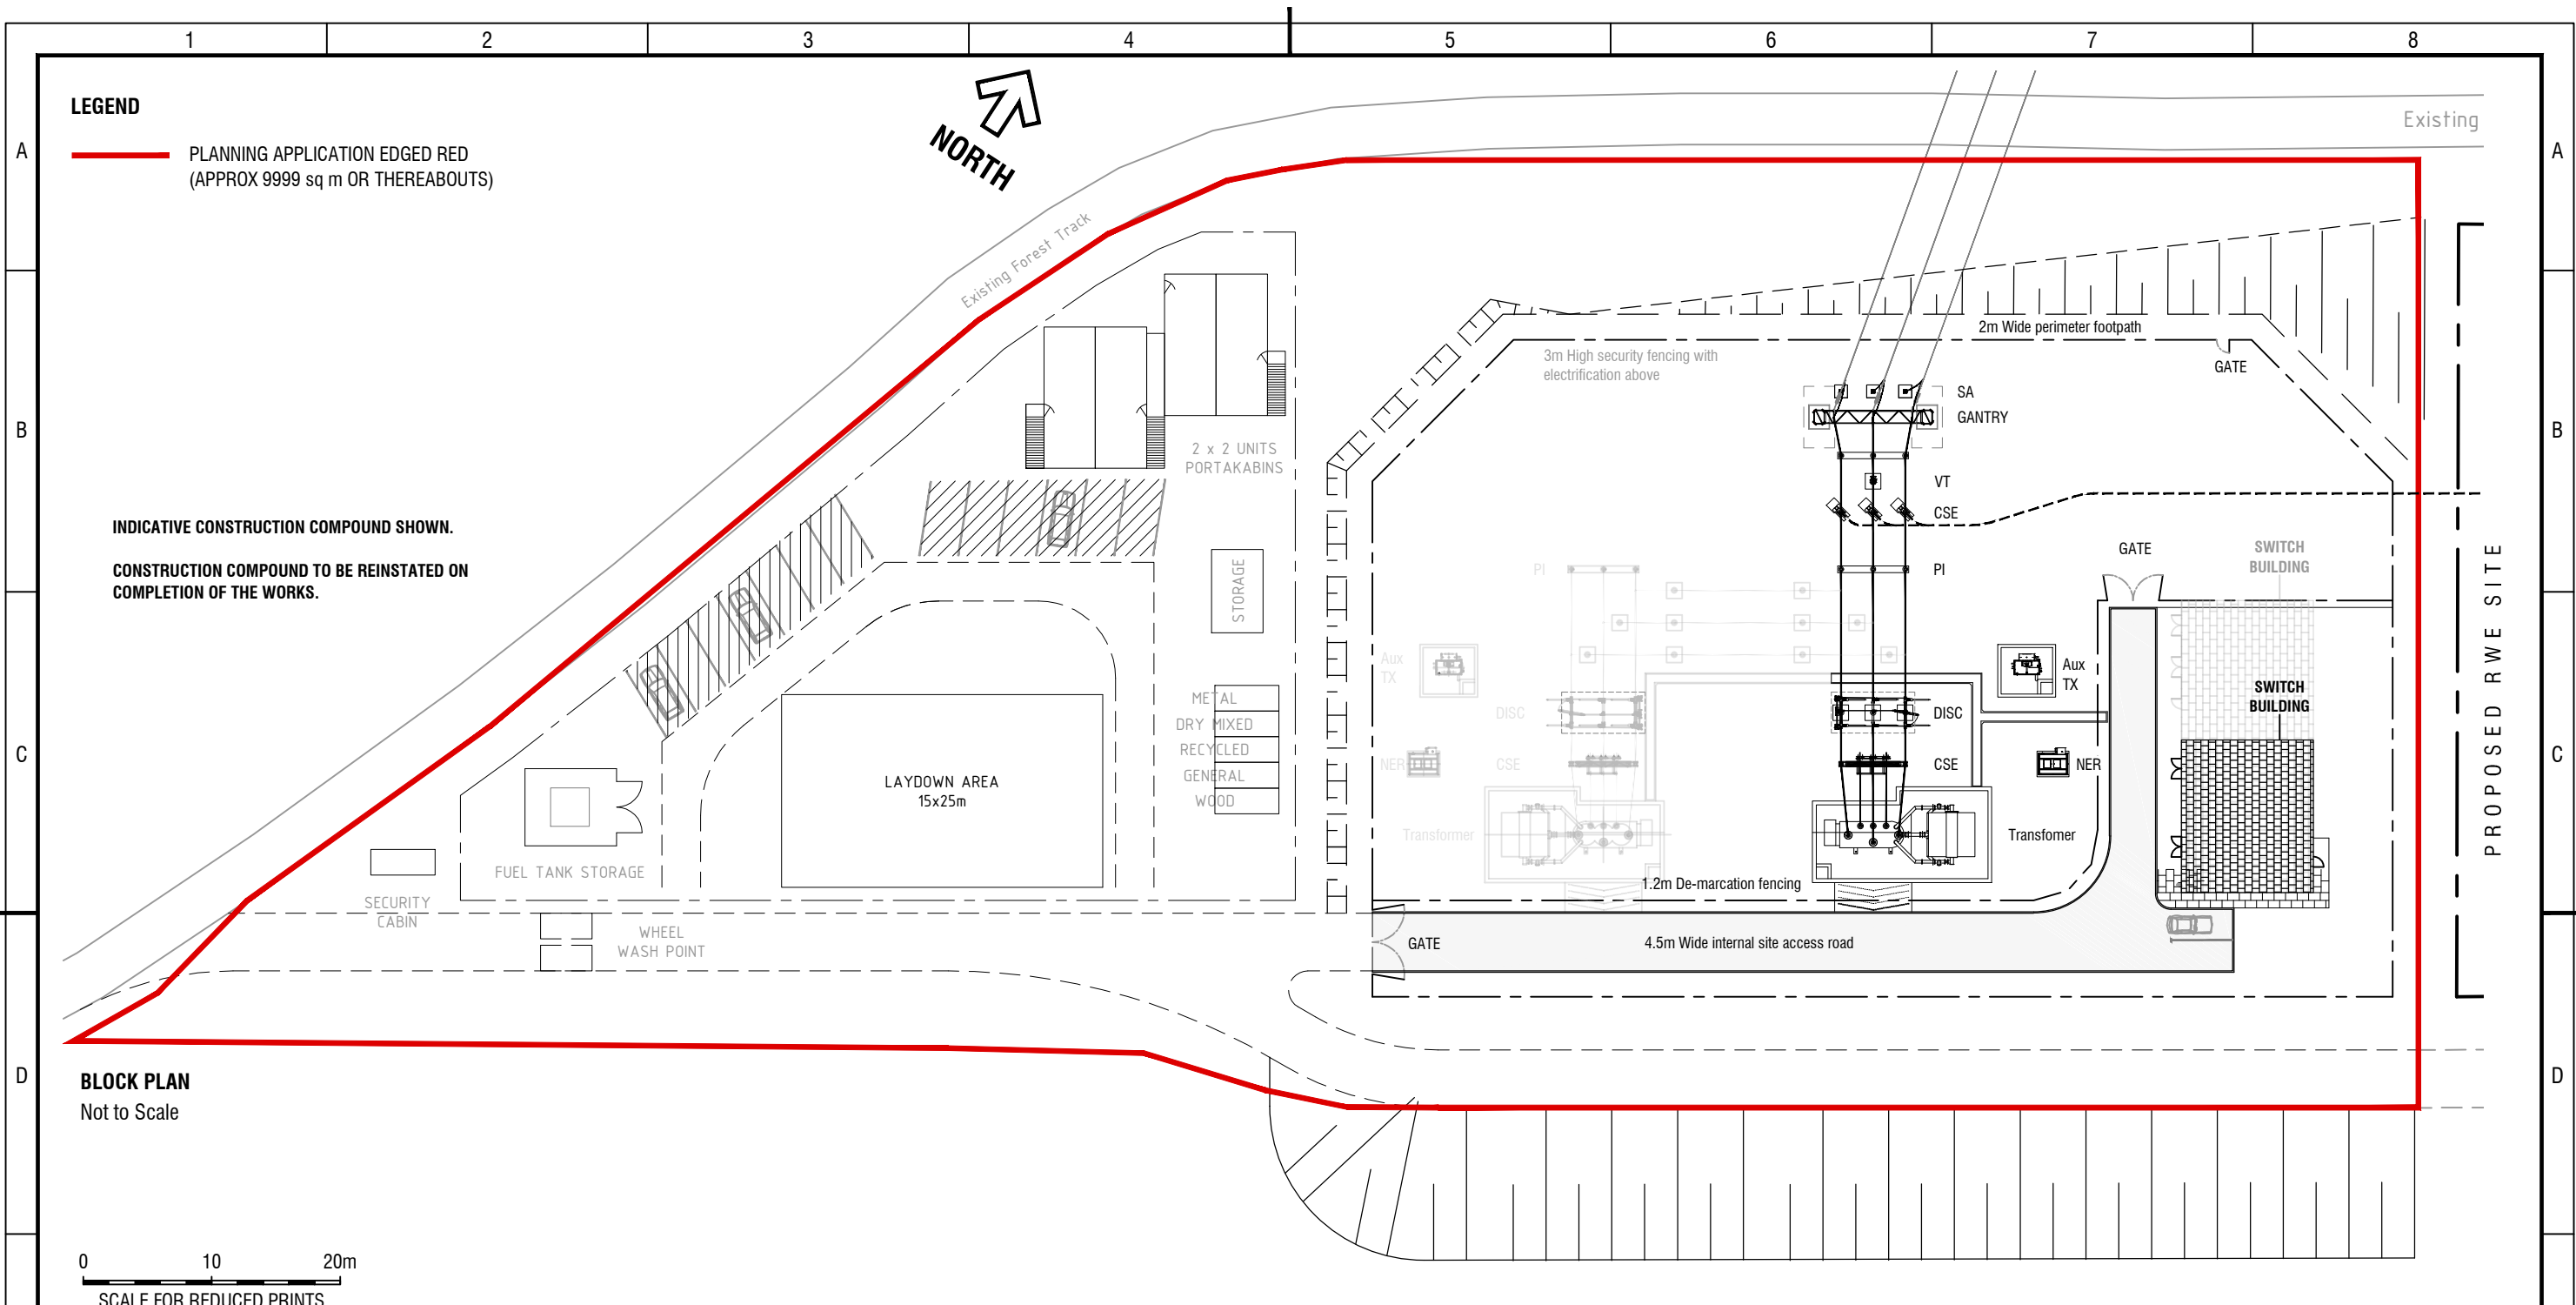 1 2 3 4 5 6 7 8
A
B
C
D
LEGEND
PLANNING APPLICATION EDGED RED
(APPROX 9999 sq m OR THEREABOUTS)
NORTH
Existing
A
Existing Forest Track
2m Wide perimeter footpath
3m High security fencing with
electrification above
GATE
SA
GANTRY
2 x 2 UNITS
PORTAKABINS
B
VT
CSE
INDICATIVE CONSTRUCTION COMPOUND SHOWN.
CONSTRUCTION COMPOUND TO BE REINSTATED ON
COMPLETION OF THE WORKS.
STORAGE
PI
PI
GATE
SWITCH
BUILDING
PROPOSED RWE SITE
Aux
TX
Aux
TX
SWITCH
BUILDING
METAL
DRY MIXED
RECYCLED
GENERAL
WOOD
DISC
DISC
NER
CSE
CSE
NER
C
LAYDOWN AREA
15x25m
Transformer
Transfomer
FUEL TANK STORAGE
1.2m De-marcation fencing
SECURITY
CABIN
WHEEL
WASH POINT
GATE
4.5m Wide internal site access road
D
BLOCK PLAN
Not to Scale
0 10 20m
SCALE FOR REDUCED PRINTS